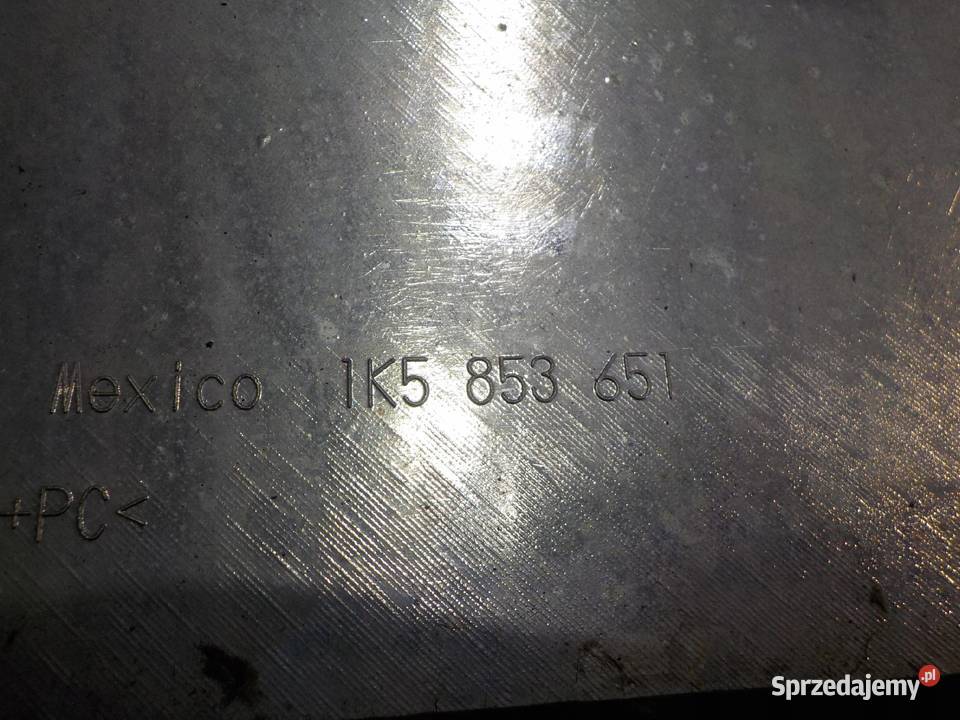 Mexico 1K5 853 651
+PC<
Sprzedajemy.pl